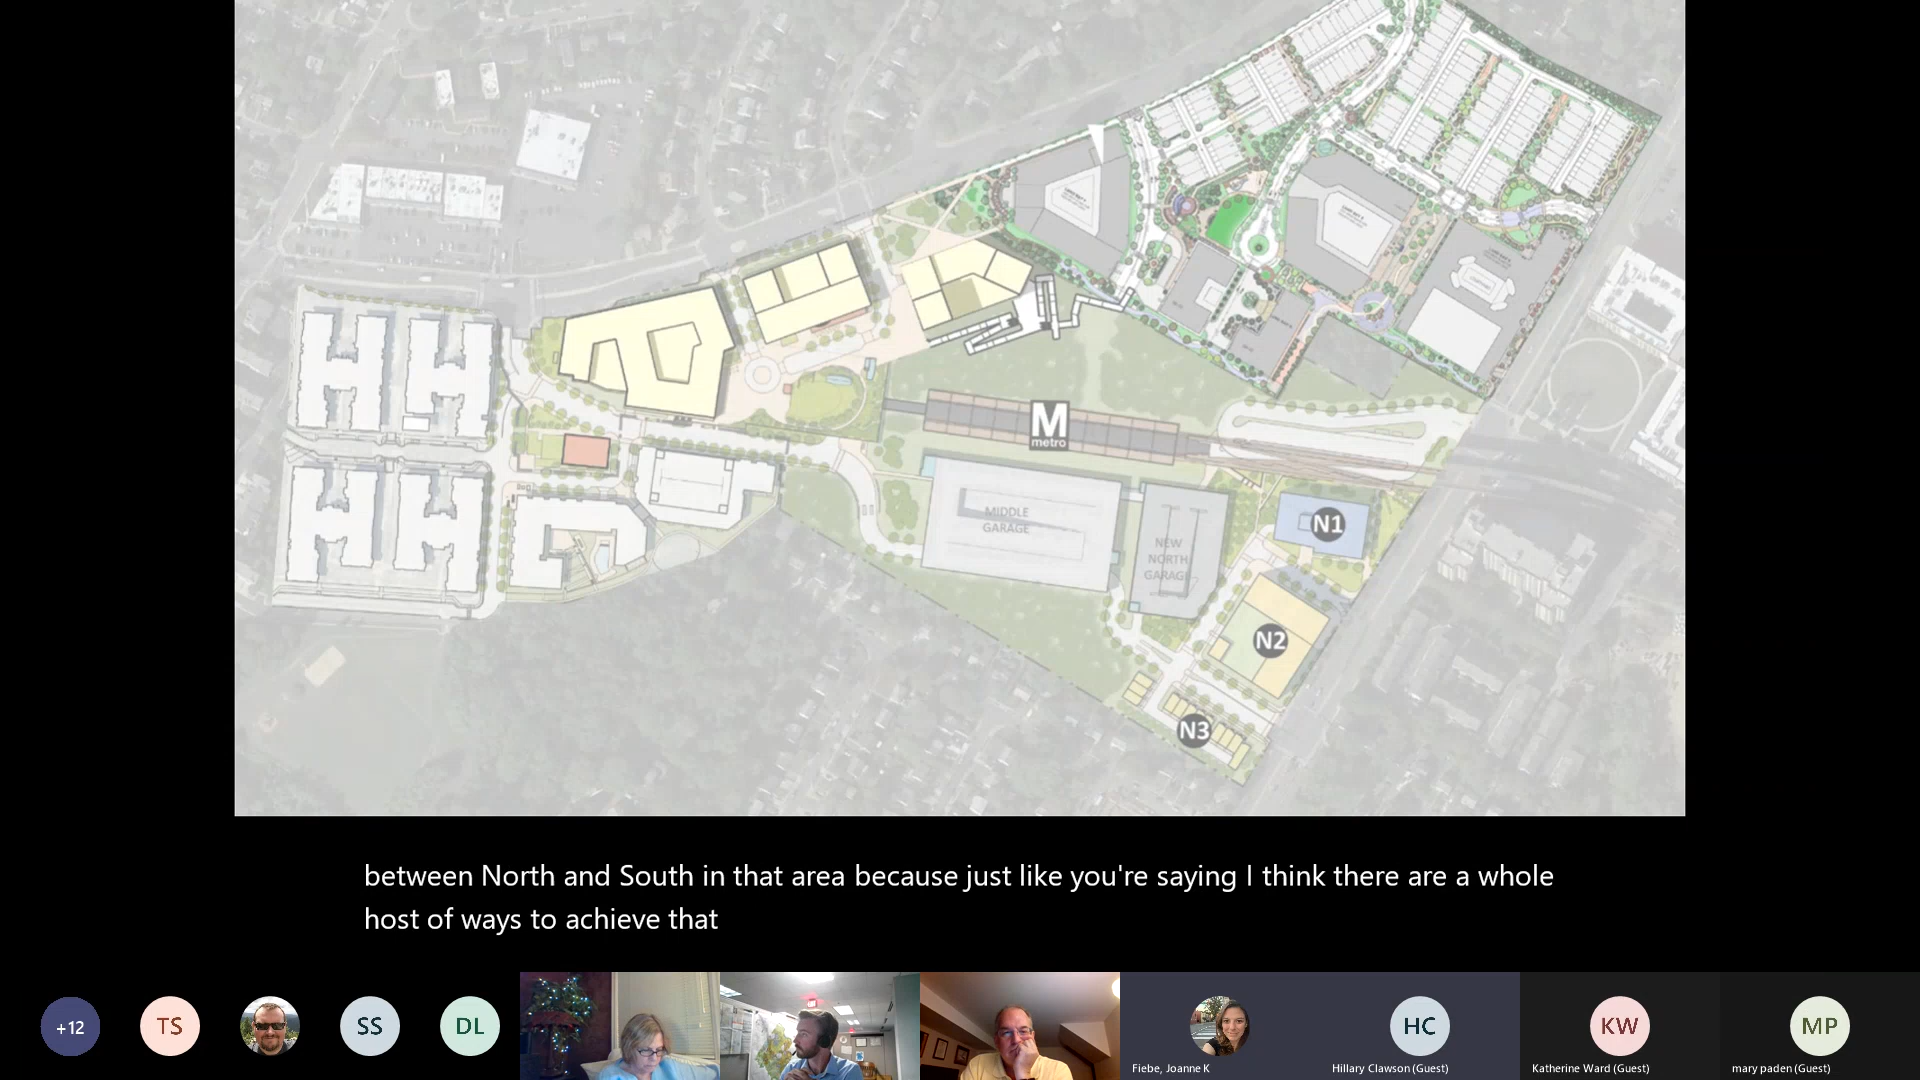 M
metro
MIDDLE
GARAGE
NEW
NORTH
GARAGE
N1
N2
N3
between North and South in that area because just like you're saying I think there are a whole
host of ways to achieve that
+12
TS
SS
DL
HC
KW
MP
Fiebe, Joanne K
Hillary Clawson (Guest)
Katherine Ward (Guest)
mary paden (Guest)